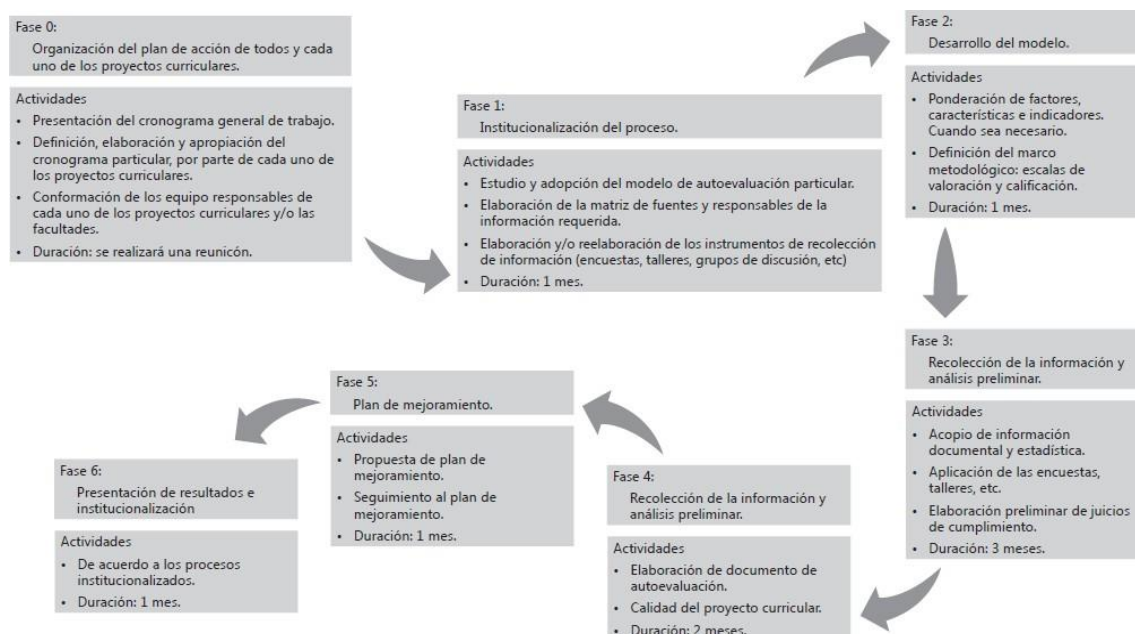 Fase 0:
Organización del plan de acción de todos y cada
uno de los proyectos curriculares.
Actividades
• Presentación del cronograma general de trabajo.
• Definición, elaboración y apropiación del
cronograma particular, por parte de cada uno de
los proyectos curriculares.
• Conformación de los equipo responsables de
cada uno de los proyectos curriculares y/o las
facultades.
• Duración: se realizará una reunicón.
Fase 1:
Institucionalización del proceso.
Actividades
• Estudio y adopción del modelo de autoevaluación particular.
• Elaboración de la matriz de fuentes y responsables de la
información requerida.
• Elaboración y/o reelaboración de los instrumentos de recolección
de información (encuestas, talleres, grupos de discusión, etc)
• Duración: 1 mes.
Fase 2:
Desarrollo del modelo.
Actividades
• Ponderación de factores,
características e indicadores.
Cuando sea necesario.
• Definición del marco
metodológico: escalas de
valoración y calificación.
• Duración: 1 mes.
Fase 3:
Recolección de la información y
análisis preliminar.
Actividades
• Acopio de información
documental y estadística.
• Aplicación de las encuestas,
talleres, etc.
• Elaboración preliminar de juicios
de cumplimiento.
• Duración: 3 meses.
Fase 4:
Recolección de la información y
análisis preliminar.
Actividades
• Elaboración de documento de
autoevaluación.
• Calidad del proyecto curricular.
• Duración: 2 meses.
Fase 5:
Plan de mejoramiento.
Actividades
• Propuesta de plan de
mejoramiento.
• Seguimiento al plan de
mejoramiento.
• Duración: 1 mes.
Fase 6:
Presentación de resultados e
institucionalización
Actividades
• De acuerdo a los procesos
institucionalizados.
• Duración: 1 mes.